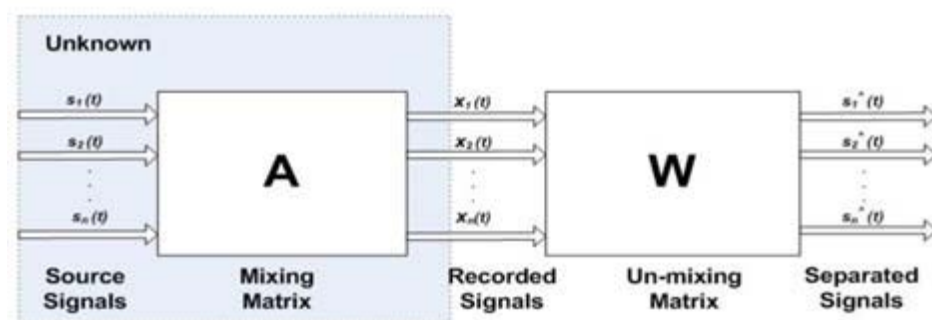 Unknown
s1(t) x1(t) s1^(t)
s2(t) x2(t) s2^(t)
A W
sn(t) xn(t) sn^(t)
Source Mixing Recorded Un-mixing Separated
Signals Matrix Signals Matrix Signals